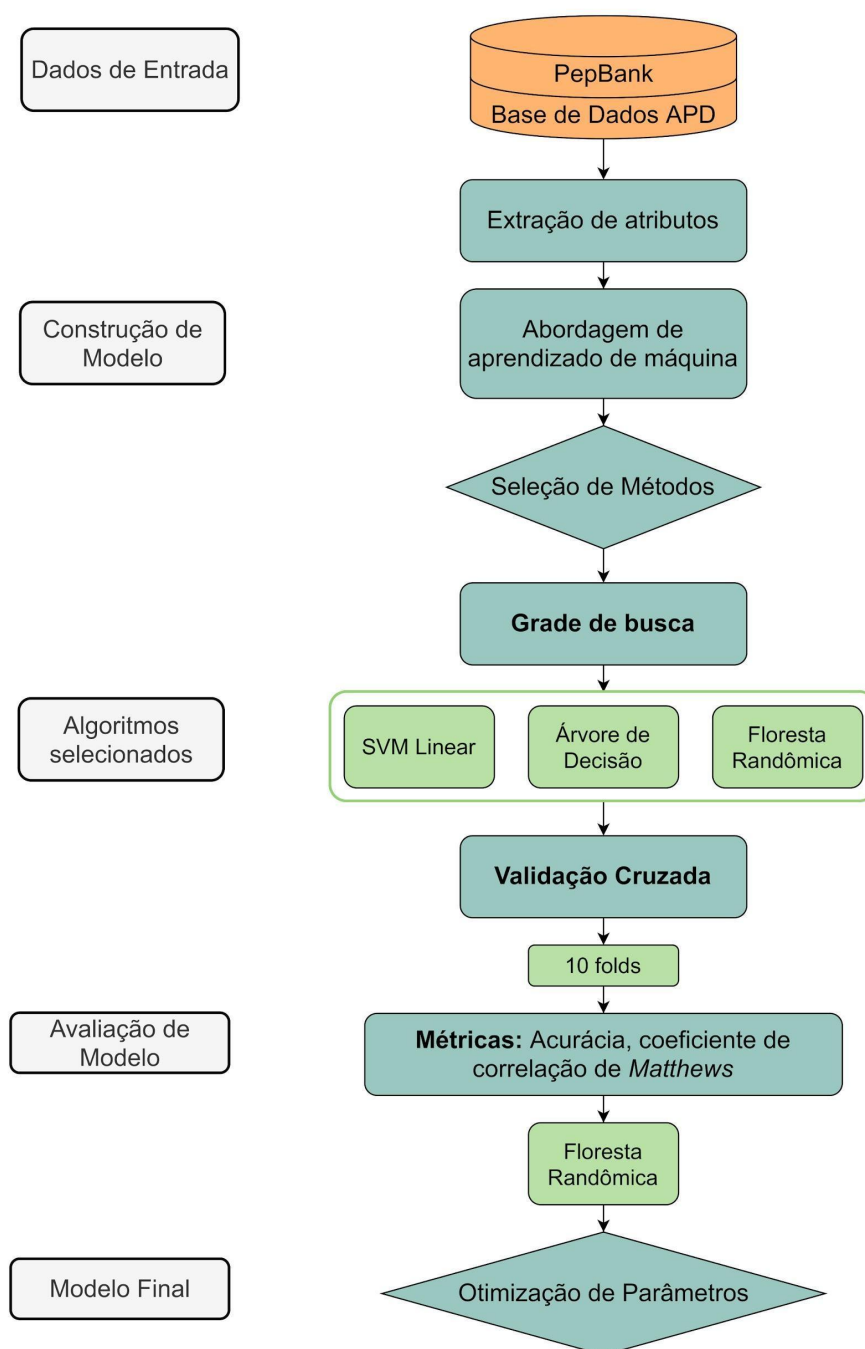 Dados de Entrada
PepBank
Base de Dados APD
Extração de atributos
Construção de
Modelo
Abordagem de
aprendizado de máquina
Seleção de Métodos
Grade de busca
Algoritmos
selecionados
SVM Linear
Árvore de
Decisão
Floresta
Randômica
Validação Cruzada
10 folds
Avaliação de
Modelo
Métricas: Acurácia, coeficiente de
correlação de Matthews
Floresta
Randômica
Modelo Final
Otimização de Parâmetros